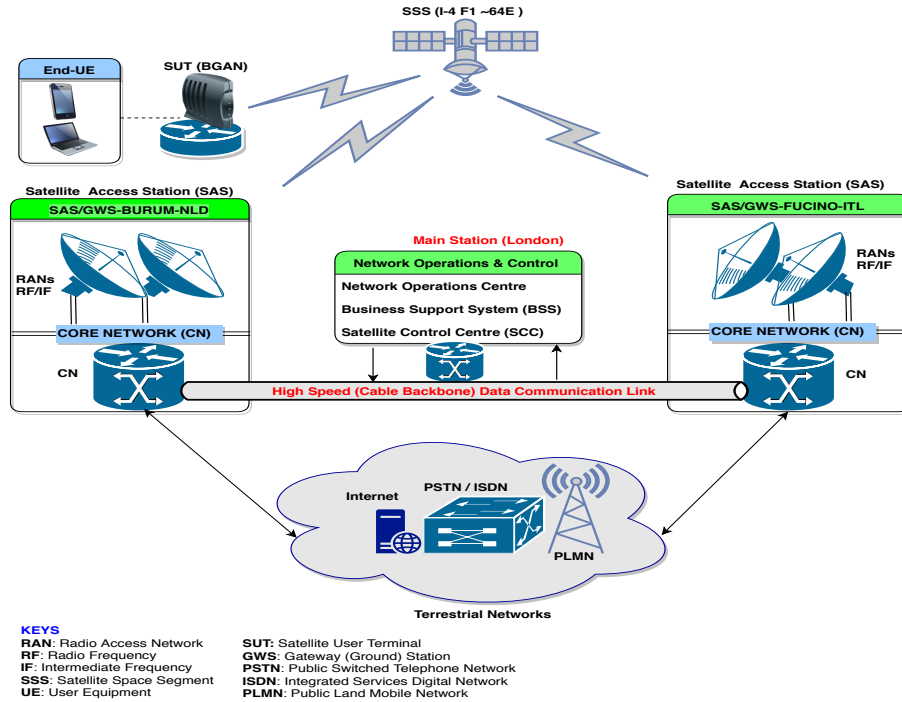 SSS (I-4 F1 ~64E )
End-UE
SUT (BGAN)
Satellite Access Station (SAS)
SAS/GWS-BURUM-NLD
RANs
RF/IF
CORE NETWORK (CN)
CN
Main Station (London)
Network Operations & Control
Network Operations Centre
Business Support System (BSS)
Satellite Control Centre (SCC)
Satellite Access Station (SAS)
SAS/GWS-FUCINO-ITL
RANs
RF/IF
CORE NETWORK (CN)
CN
High Speed (Cable Backbone) Data Communication Link
Internet
PSTN / ISDN
PLMN
Terrestrial Networks
KEYS
RAN: Radio Access Network
RF: Radio Frequency
IF: Intermediate Frequency
SSS: Satellite Space Segment
UE: User Equipment
SUT: Satellite User Terminal
GWS: Gateway (Ground) Station
PSTN: Public Switched Telephone Network
ISDN: Integrated Services Digital Network
PLMN: Public Land Mobile Network